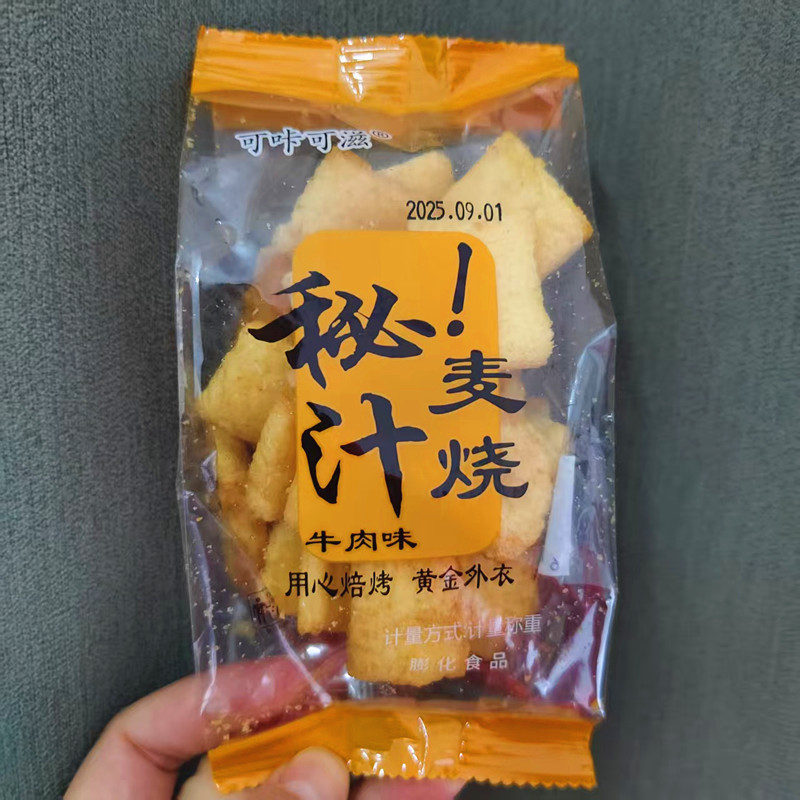 可咔可滋®
2025.09.01
秘汁
!
麦烧
牛肉味
用心焙烤 黄金外衣
计量方式:计量称重
膨化食品